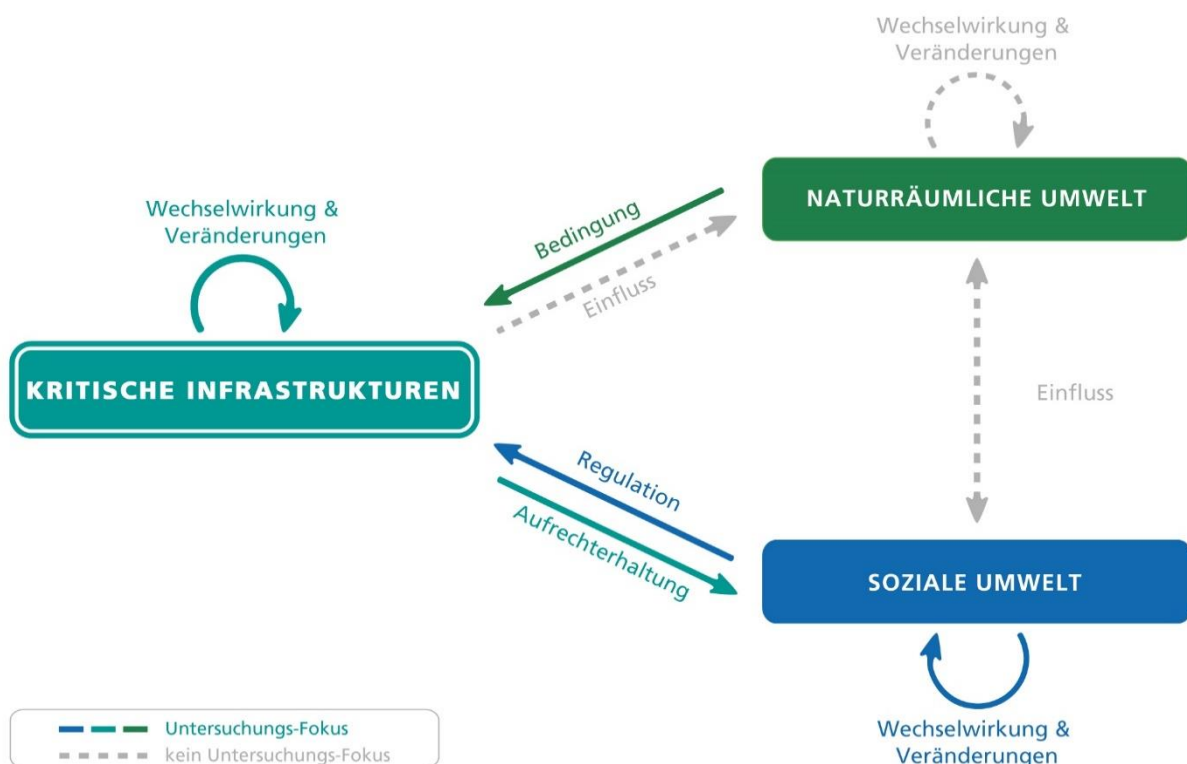 Wechselwirkung &
Veränderungen
NATURRÄUMLICHE UMWELT
Wechselwirkung &
Veränderungen
Bedingung
Einfluss
KRITISCHE INFRASTRUKTUREN
Einfluss
Regulation
Aufrechterhaltung
SOZIALE UMWELT
Wechselwirkung &
Veränderungen
Untersuchungs-Fokus
kein Untersuchungs-Fokus